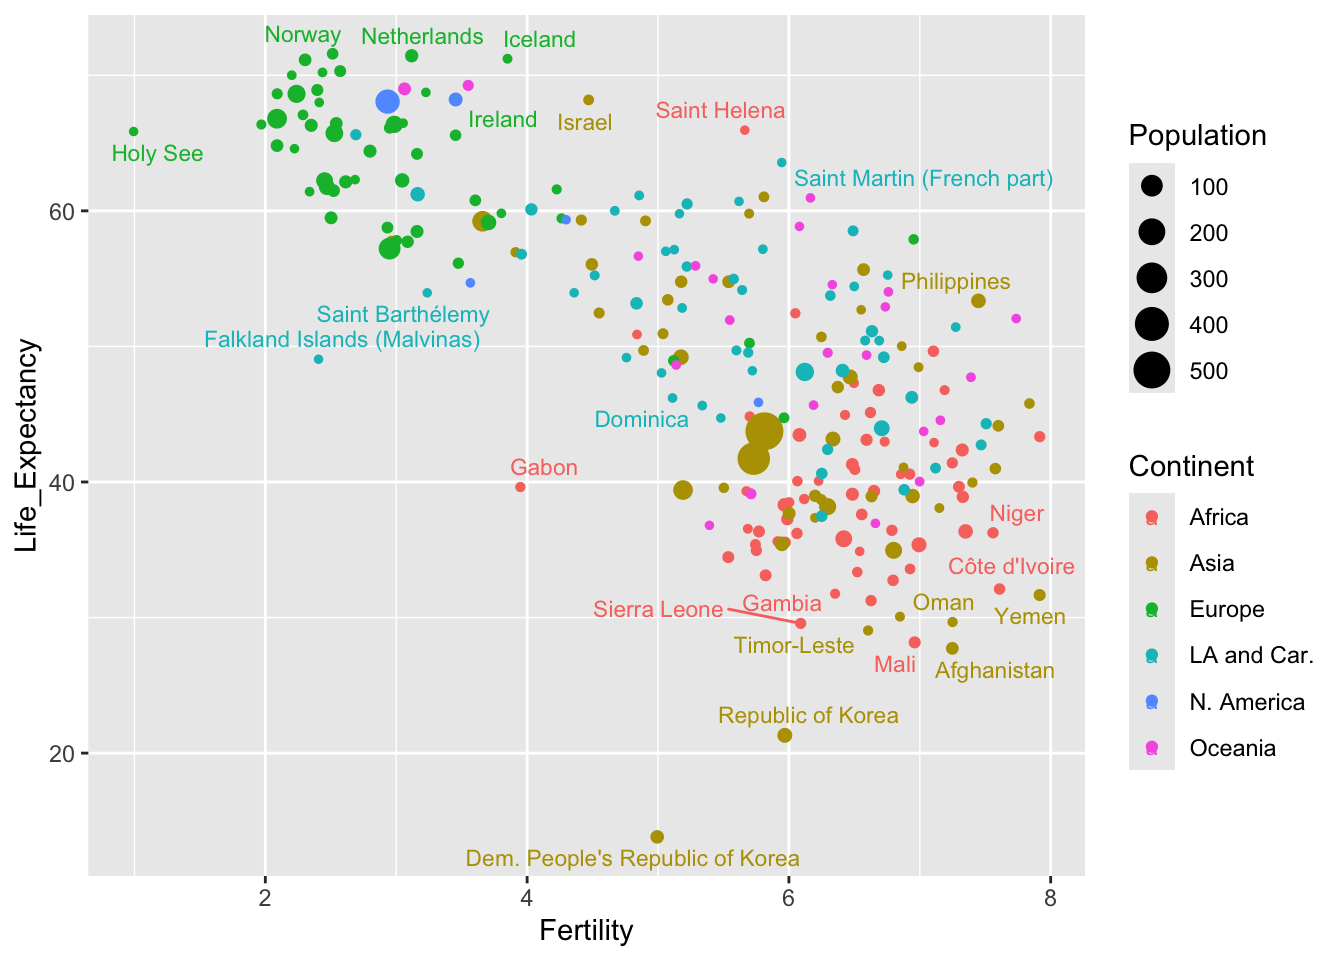 Norway
Netherlands
Iceland
Holy See
Ireland
Israel
Saint Helena
Saint Martin (French part)
Philippines
Saint Barthélemy
Falkland Islands (Malvinas)
Dominica
Gabon
Niger
Côte d'Ivoire
Sierra Leone
Gambia
Oman
Yemen
Timor-Leste
Mali
Afghanistan
Republic of Korea
Dem. People's Republic of Korea
60
40
20
Life_Expectancy
2 4 6 8
Fertility
Population
100
200
300
400
500
Continent
a Africa
a Asia
a Europe
a LA and Car.
a N. America
a Oceania